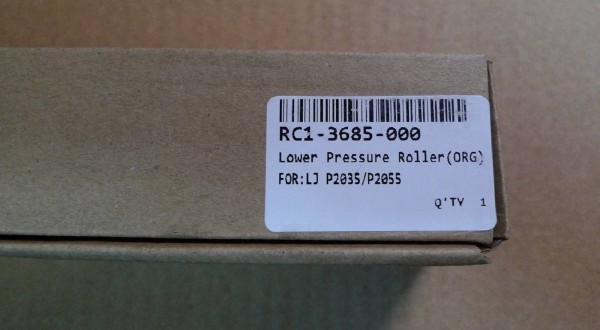 RC1-3685-000
Lower Pressure Roller(ORG)
FOR:LJ P2035/P2055
Q'TY 1